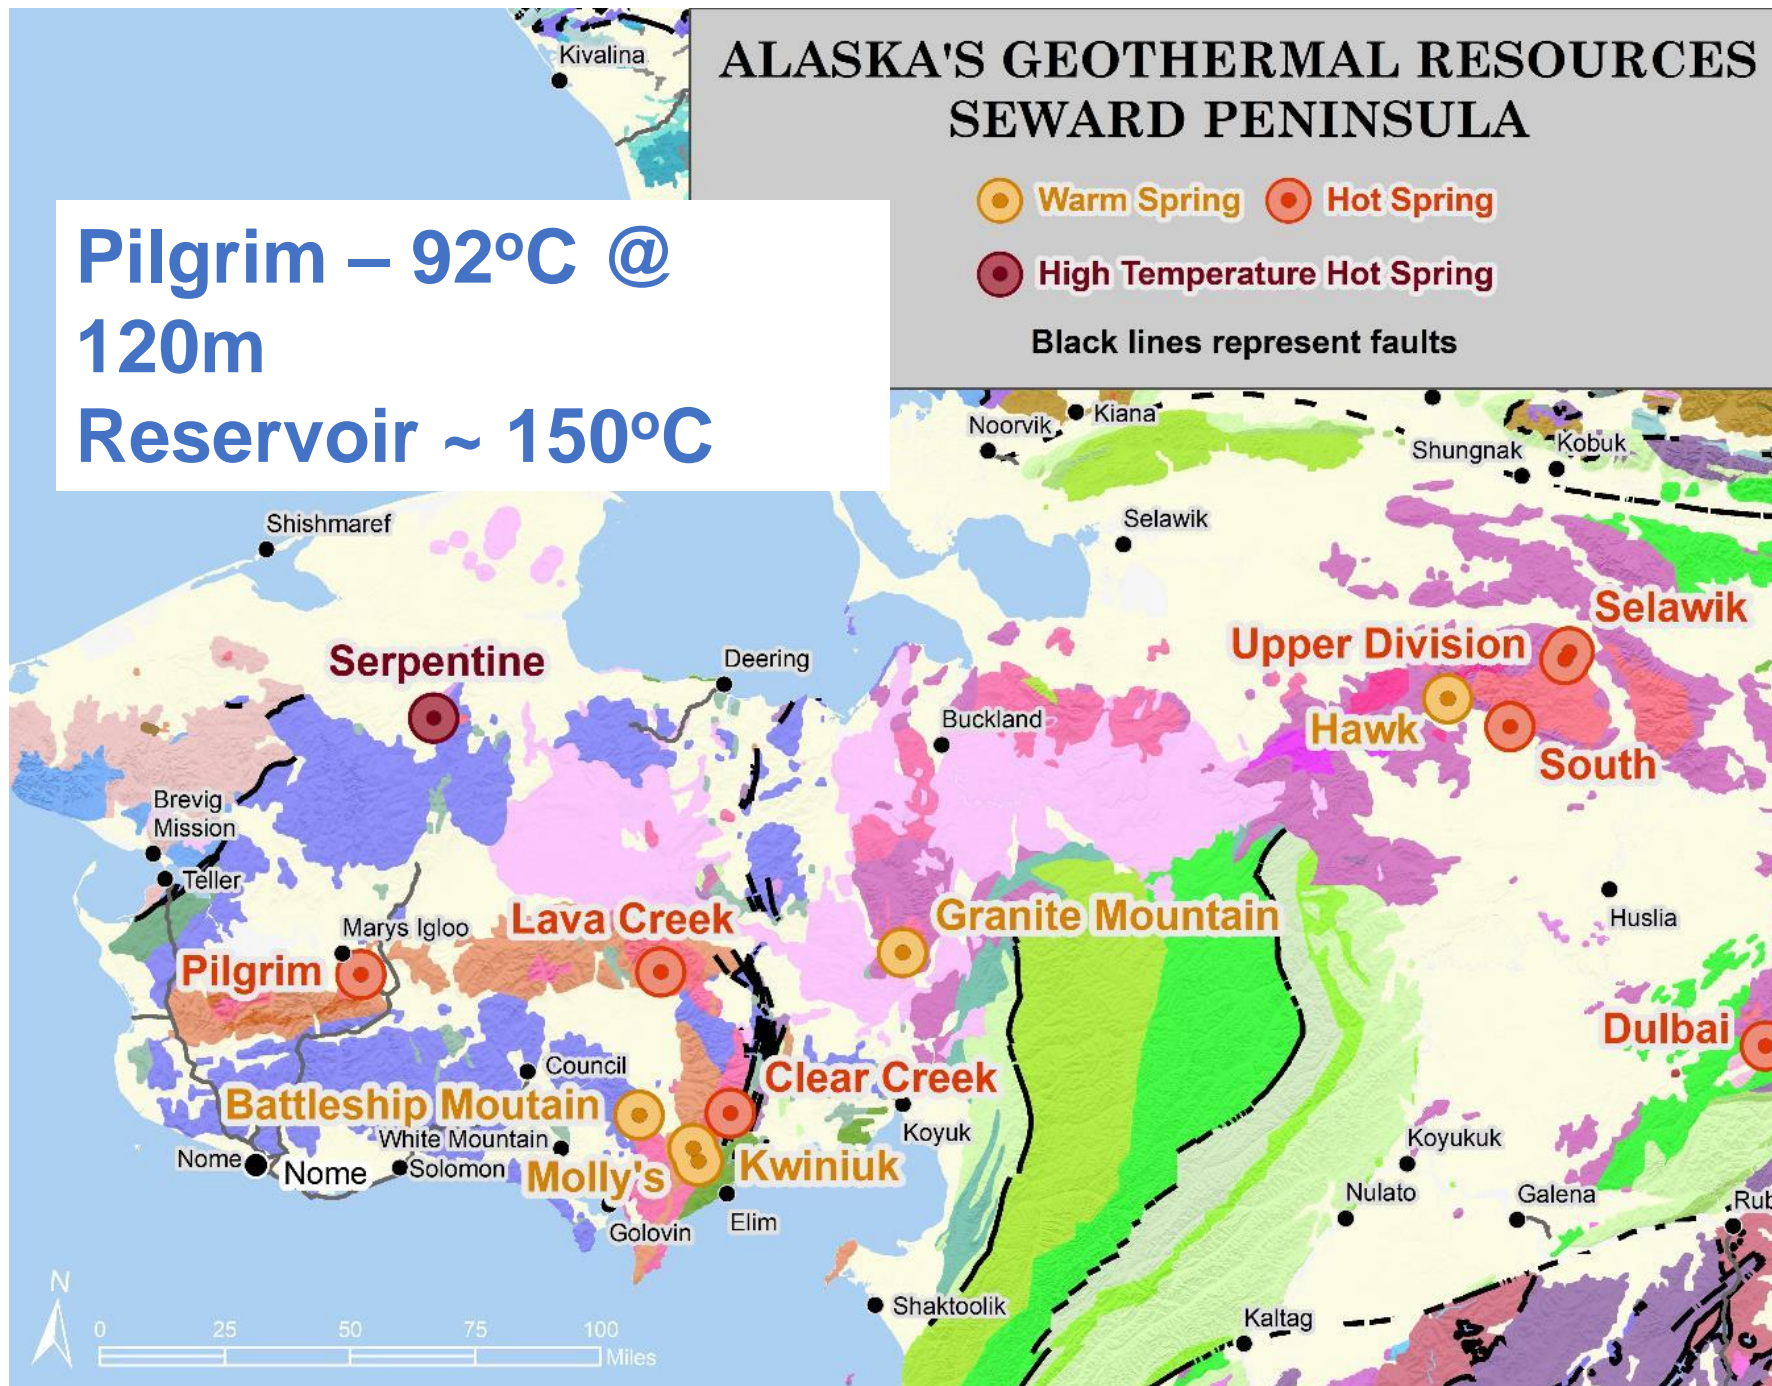 Kivalina
ALASKA'S GEOTHERMAL RESOURCES
SEWARD PENINSULA
Warm Spring
Hot Spring
High Temperature Hot Spring
Black lines represent faults
Pilgrim – 92ºC @
120m
Reservoir ~ 150ºC
Noorvik
Kiana
Shungnak
Kobuk
Shishmaref
Selawik
Selawik
Upper Division
Serpentine
Deering
Buckland
Hawk
South
Brevig
Mission
Teller
Huslia
Marys Igloo
Lava Creek
Granite Mountain
Pilgrim
Dulbai
Council
Clear Creek
Battleship Moutain
Koyuk
White Mountain
Koyukuk
Nome
Nome
Solomon
Molly's
Kwiniuk
Nulato
Galena
Rub
Golovin
Elim
N
Shaktoolik
Kaltag
0 25 50 75 100
Miles